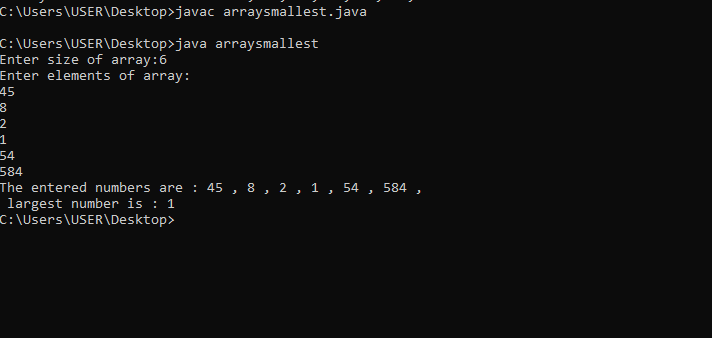 C:\Users\USER\Desktop>javac arraysmallest.java
C:\Users\USER\Desktop>java arraysmallest
Enter size of array:6
Enter elements of array:
45
8
2
1
54
584
The entered numbers are : 45 , 8 , 2 , 1 , 54 , 584 ,
 largest number is : 1
C:\Users\USER\Desktop>